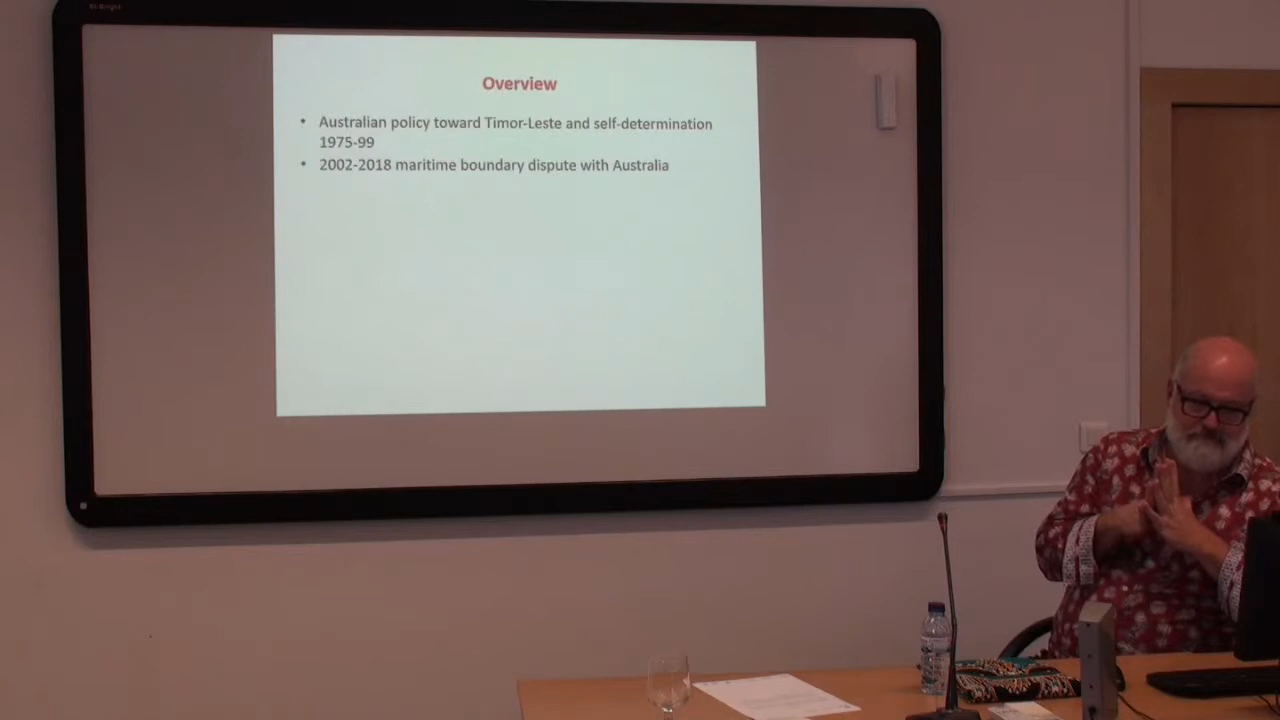 Overview
• Australian policy toward Timor-Leste and self-determination
1975-99
• 2002-2018 maritime boundary dispute with Australia